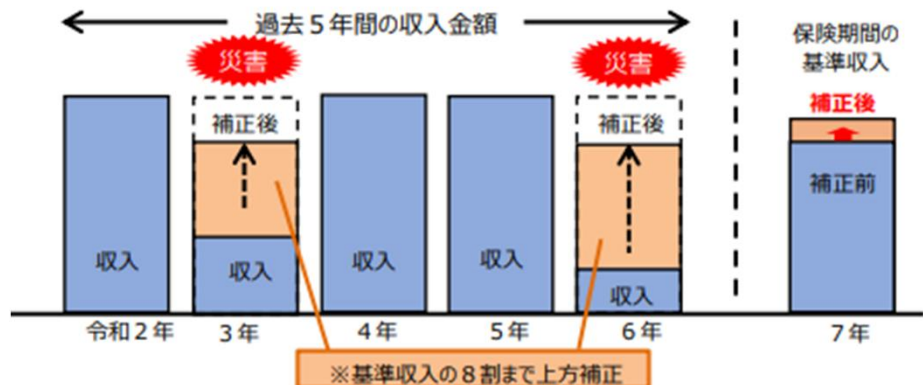 過去５年間の収入金額
災害
災害
保険期間の
基準収入
補正後
補正後
補正後
補正前
収入
収入
収入
収入
収入
令和２年
３年
４年
５年
６年
７年
※基準収入の８割まで上方補正